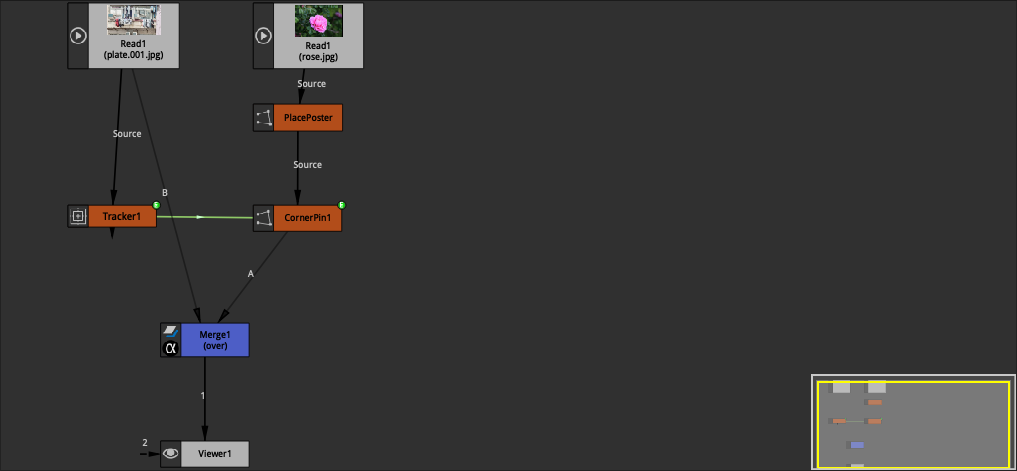 Read1
(plate.001.jpg)
Read1
(rose.jpg)
Source
PlacePoster
Source
Source
B
Tracker1
E
CornerPin1
E
A
Merge1
(over)
α
1
2
Viewer1